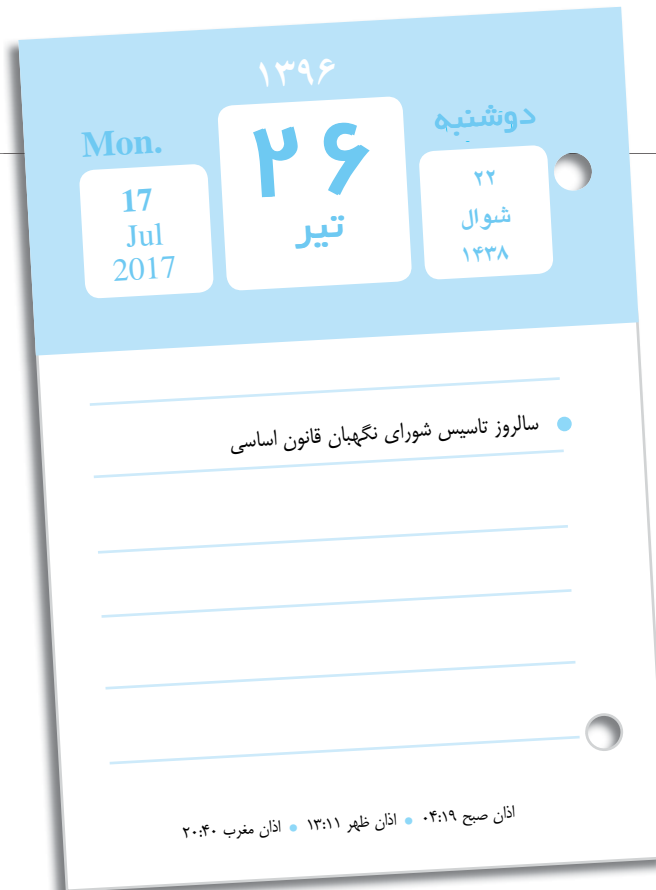 ۱۳۹۶
دوشنبه
۲۶
تیر
Mon.
۲۲
شوال
۱۴۳۸
17
Jul
2017
سالروز تاسیس شورای نگهبان قانون اساسی
اذان صبح ۰۴:۱۹ • اذان ظهر ۱۳:۱۱ • اذان مغرب ۲۰:۴۰